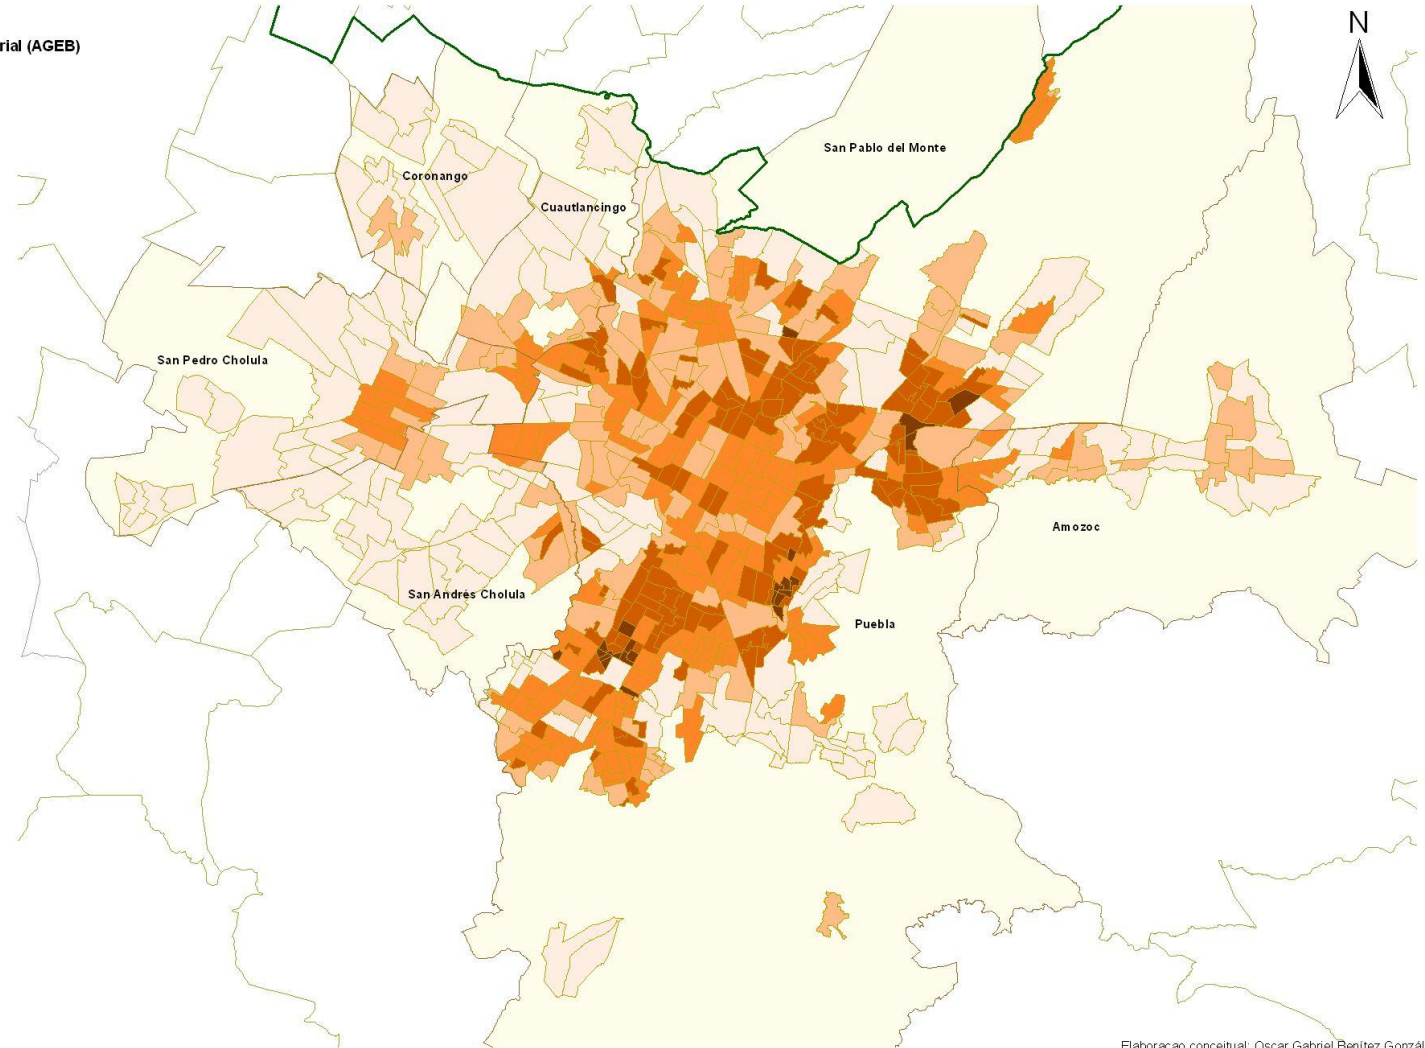 N
rial (AGEB)
San Pablo del Monte
Coronango
Cuautlancingo
San Pedro Cholula
Amozoc
San Andrés Cholula
Puebla
Elaboraçao conceitual: Oscar Gabriel Benítez Gonzál